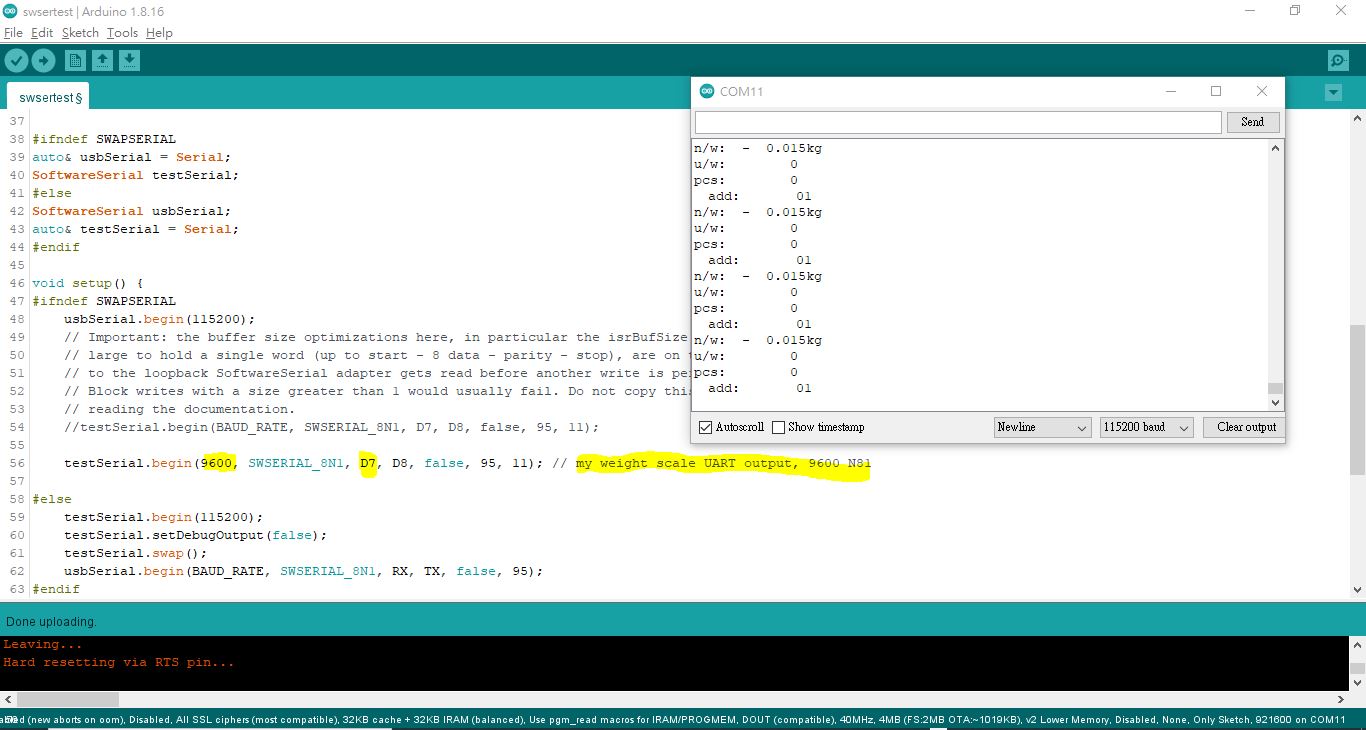 swsertest | Arduino 1.8.16
File Edit Sketch Tools Help
swsertest §
37
38 #ifndef SWAPSERIAL
39 auto& usbSerial = Serial;
40 SoftwareSerial testSerial;
41 #else
42 SoftwareSerial usbSerial;
43 auto& testSerial = Serial;
44 #endif
45
46 void setup() {
47 #ifndef SWAPSERIAL
48 usbSerial.begin(115200);
49 // Important: the buffer size optimizations here, in particular the isrBufSize
50 // large to hold a single word (up to start - 8 data - parity - stop), are on
51 // to the loopback SoftwareSerial adapter gets read before another write is
52 // Block writes with a size greater than 1 would usually fail. Do not copy
53 // reading the documentation.
54 //testSerial.begin(BAUD_RATE, SWSERIAL_8N1, D7, D8, false, 95, 11);
55
56 testSerial.begin(9600, SWSERIAL_8N1, D7, D8, false, 95, 11); // my weight scale UART output, 9600 N81
57
58 #else
59 testSerial.begin(115200);
60 testSerial.setDebugOutput(false);
61 testSerial.swap();
62 usbSerial.begin(BAUD_RATE, SWSERIAL_8N1, RX, TX, false, 95);
63 #endif
COM11
Send
n/w: - 0.015kg
u/w: 0
pcs: 0
add: 01
n/w: - 0.015kg
u/w: 0
pcs: 0
add: 01
n/w: - 0.015kg
u/w: 0
pcs: 0
add: 01
n/w: - 0.015kg
u/w: 0
pcs: 0
add: 01
Autoscroll Show timestamp Newline 115200 baud Clear output
Done uploading.
Leaving...
Hard resetting via RTS pin...
(new aborts on oom), Disabled, All SSL ciphers (most compatible), 32KB cache + 32KB IRAM (balanced), Use pgm_read macros for IRAM/PROGMEM, DOUT (compatible), 40MHz, 4MB (FS:2MB OTA:~1019KB), v2 Lower Memory, Disabled, None, Only Sketch, 921600 on COM11